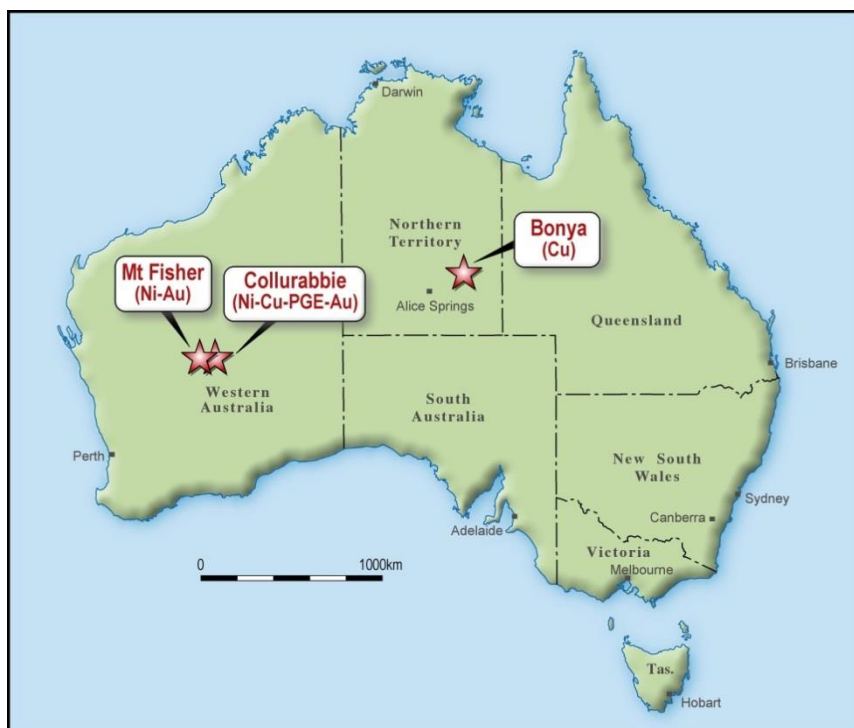 Darwin
Northern
Territory
Bonya
(Cu)
Mt Fisher
(Ni-Au)
Collurabbie
(Ni-Cu-PGE-Au)
Alice Springs
Queensland
Western
Australia
South
Australia
Brisbane
Perth
New South
Wales
Sydney
Canberra
Adelaide
Victoria
Melbourne
0
1000km
Tas.
Hobart